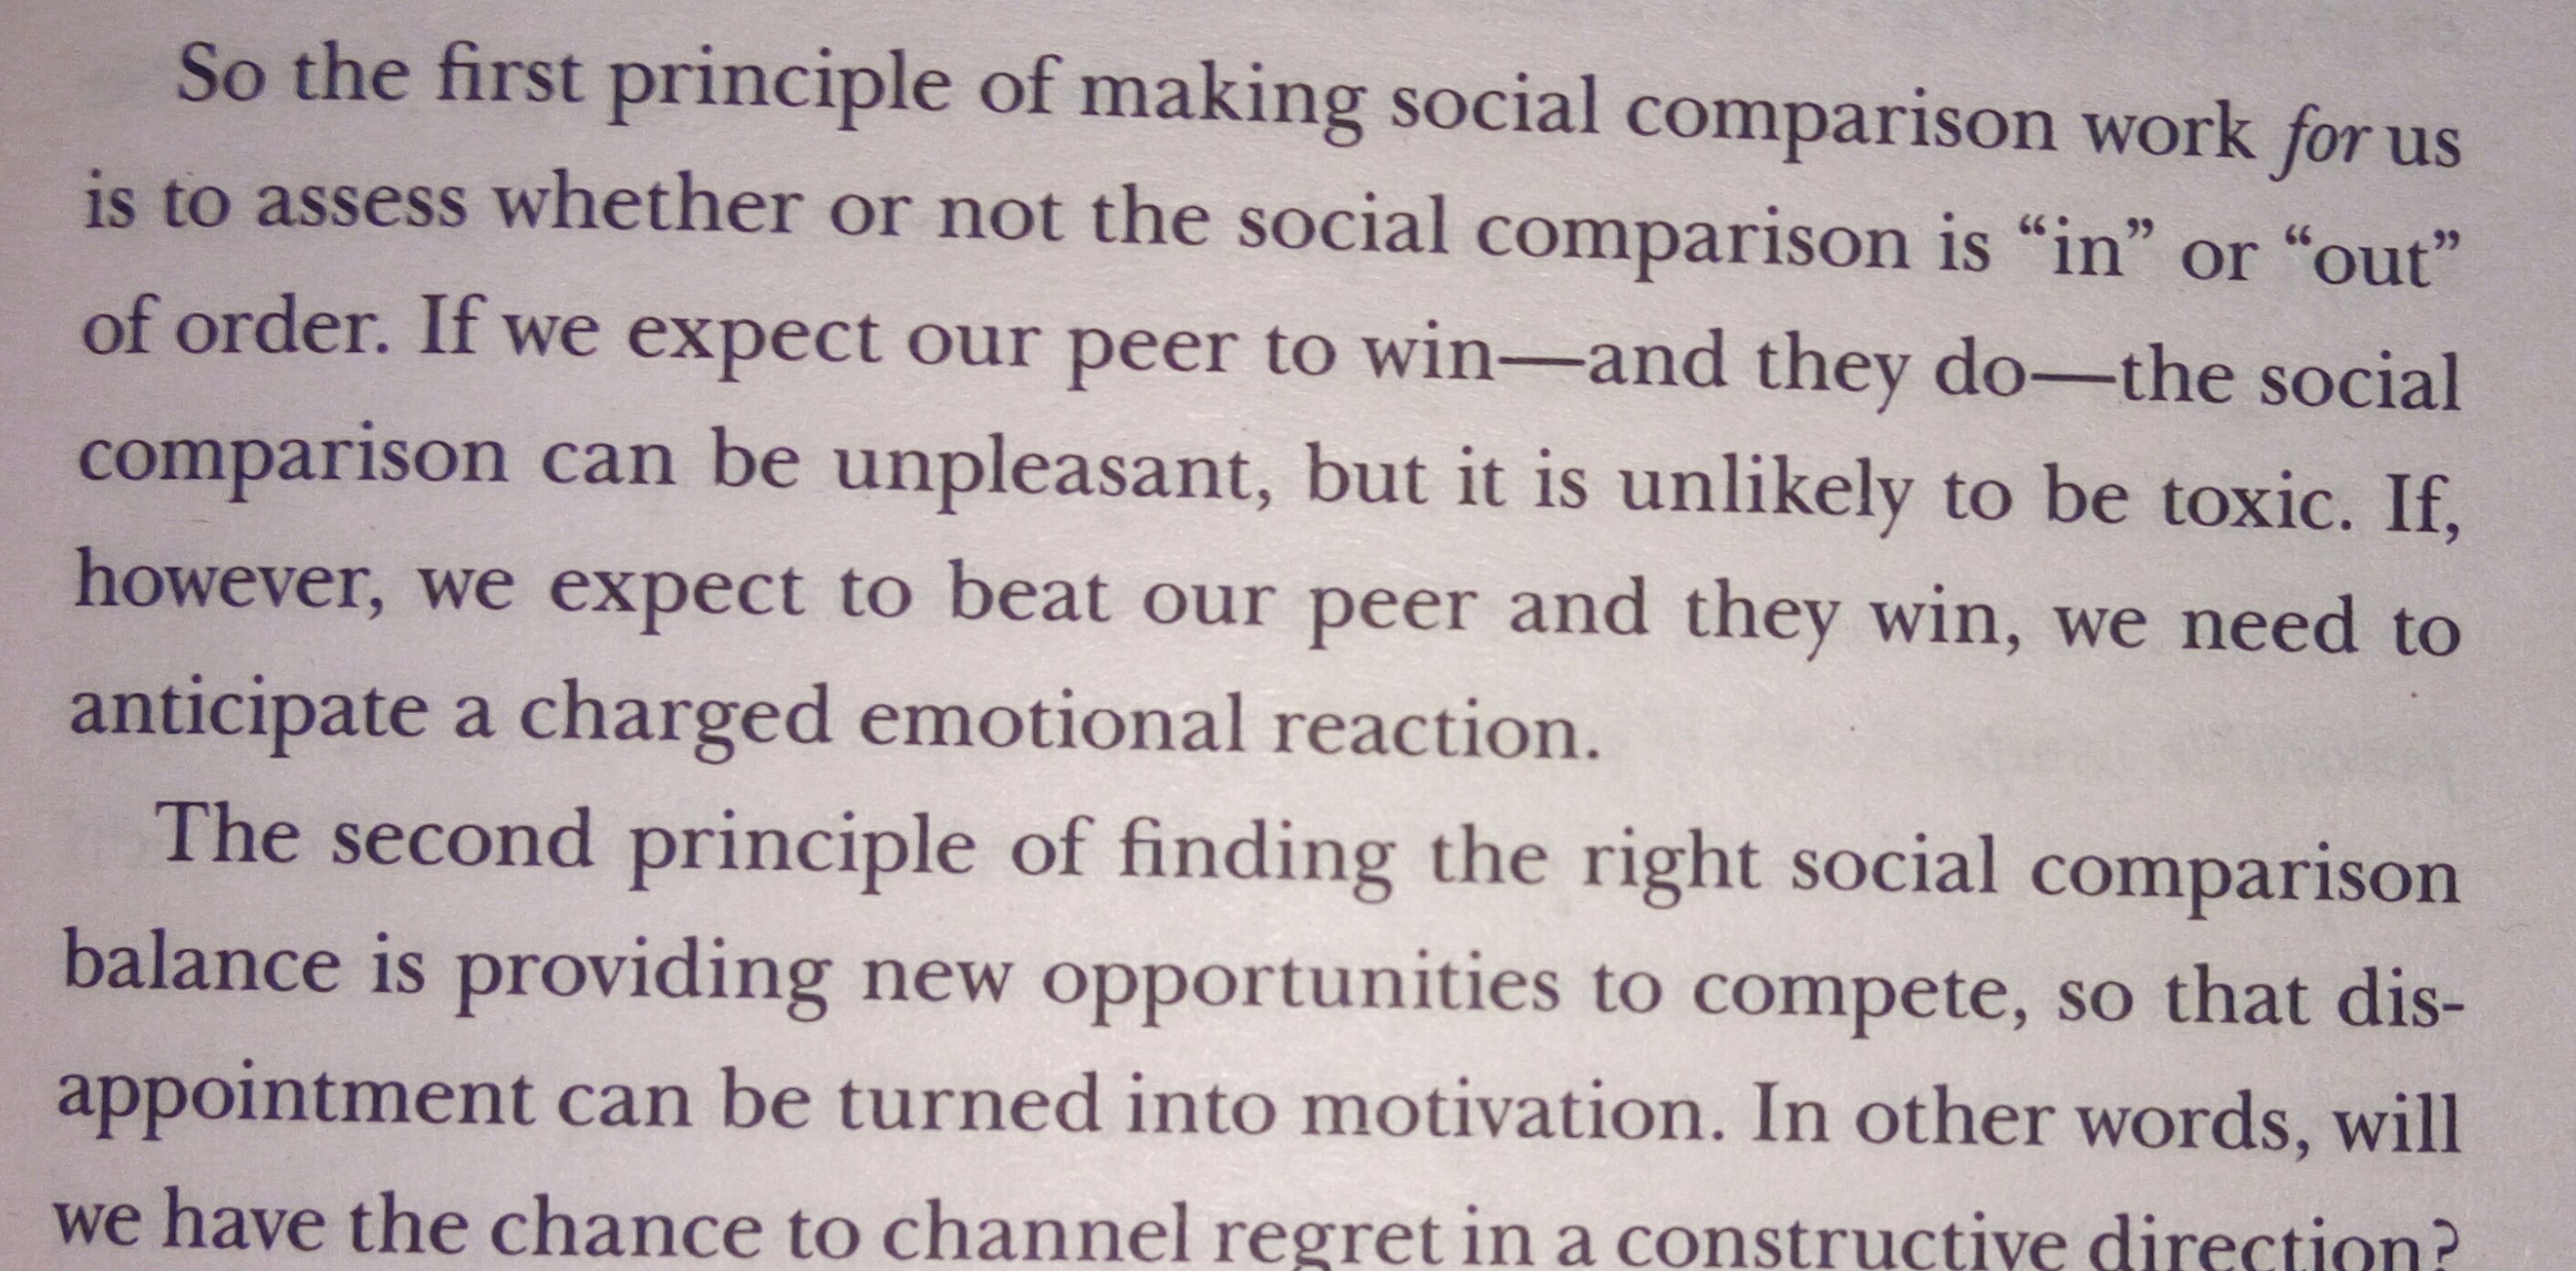 So the first principle of making social comparison work for us
is to assess whether or not the social comparison is “in” or “out”
of order. If we expect our peer to win—and they do—the social
comparison can be unpleasant, but it is unlikely to be toxic. If,
however, we expect to beat our peer and they win, we need to
anticipate a charged emotional reaction.
The second principle of finding the right social comparison
balance is providing new opportunities to compete, so that dis-
appointment can be turned into motivation. In other words, will
we have the chance to channel regret in a constructive direction?